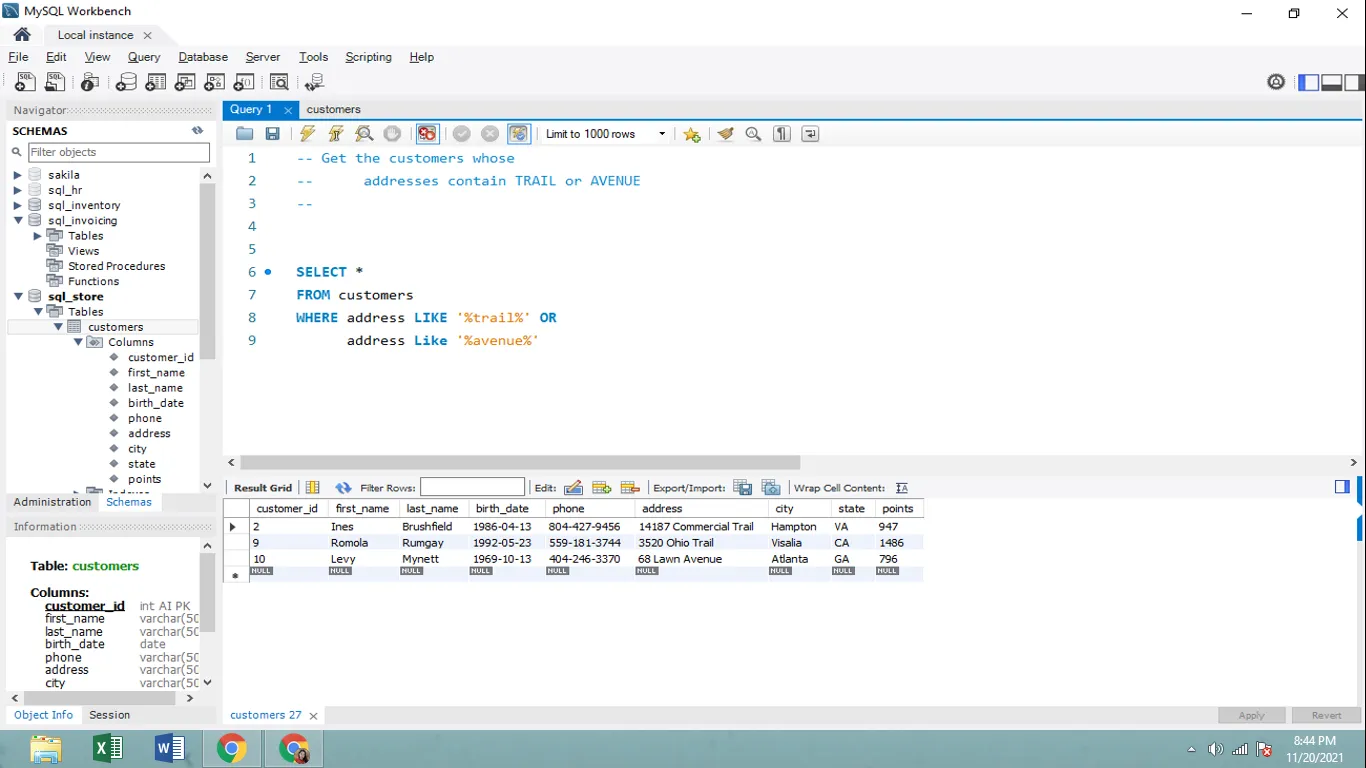 MySQL Workbench
Local instance
File Edit View Query Database Server Tools Scripting Help
Navigator
SCHEMAS
Filter objects
sakila
sql_hr
sql_inventory
sql_invoicing
Tables
Views
Stored Procedures
Functions
sql_store
Tables
customers
Columns
customer_id
first_name
last_name
birth_date
phone
address
city
state
points
Administration Schemas
Information
Table: customers
Columns:
customer_id int AI PK
first_name varchar(50
last_name varchar(50
birth_date date
phone varchar(50
address varchar(50
city varchar(50
Object Info Session
Query 1 customers
Limit to 1000 rows
1 -- Get the customers whose
2 -- addresses contain TRAIL or AVENUE
3 --
4
5
6 SELECT *
7 FROM customers
8 WHERE address LIKE '%trail%' OR
9 address Like '%avenue%'
Result Grid Filter Rows: Edit: Export/Import: Wrap Cell Content: IA
customer_id first_name last_name birth_date phone address city state points
2 Ines Brushfield 1986-04-13 804-427-9456 14187 Commercial Trail Hampton VA 947
9 Romola Rumgay 1992-05-23 559-181-3744 3520 Ohio Trail Visalia CA 1486
10 Levy Mynett 1969-10-13 404-246-3370 68 Lawn Avenue Atlanta GA 796
NULL NULL NULL NULL NULL NULL NULL NULL NULL
customers 27
Apply Revert
8:44 PM
11/20/2021